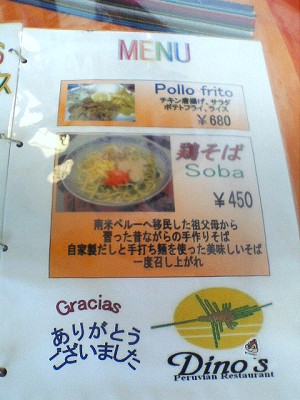 MENU
Pollo frito
チキン唐揚げ、サラダ
ポテトフライ、ライス
￥680
鶏そば
Soba
￥450
南米ペルーへ移民した祖父母から
習った昔ながらの手作りそば
自家製だしと手打ち麺を使った美味しいそば
一度召し上がれ
Gracias
ありがとう
ございました
Dino's
Peruvian Restaurant